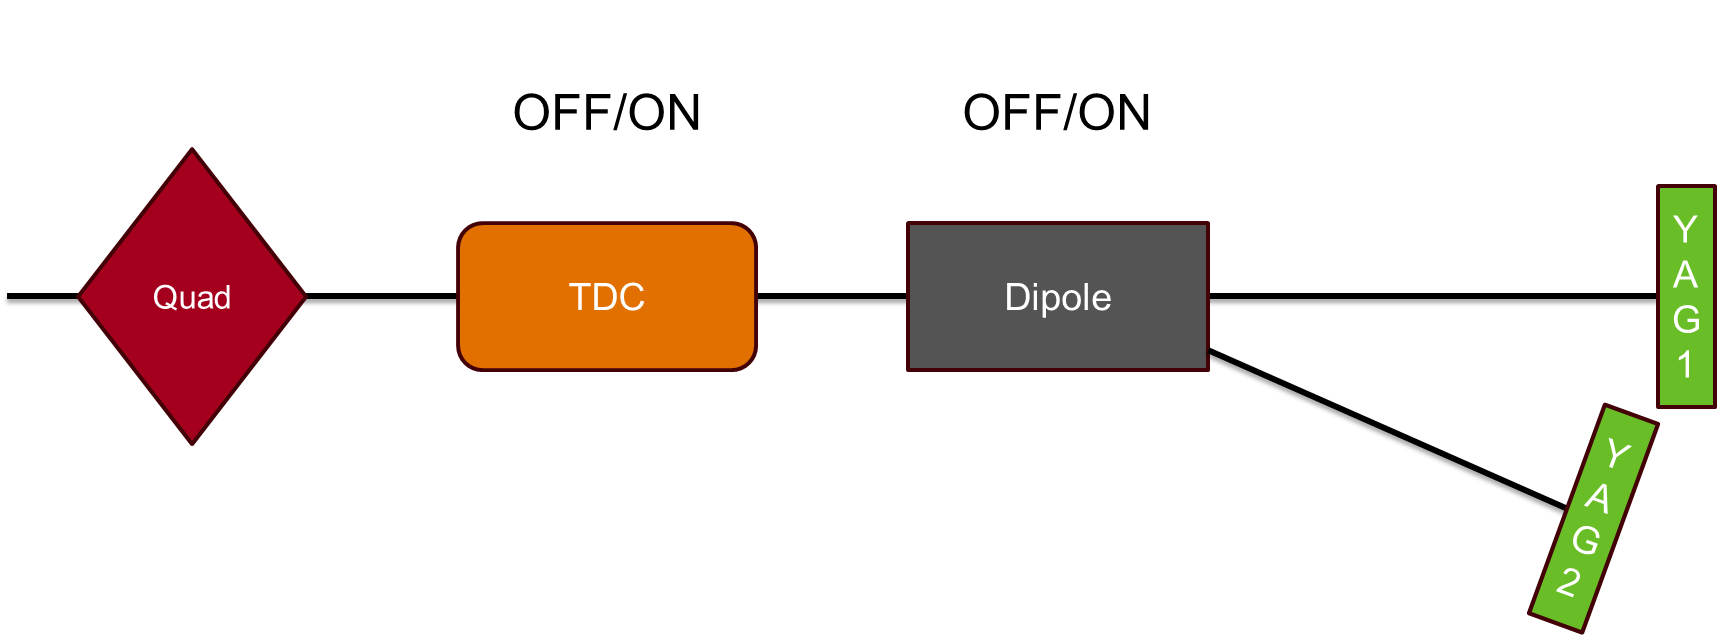 OFF/ON
OFF/ON
Quad
TDC
Dipole
YAG1
YAG2